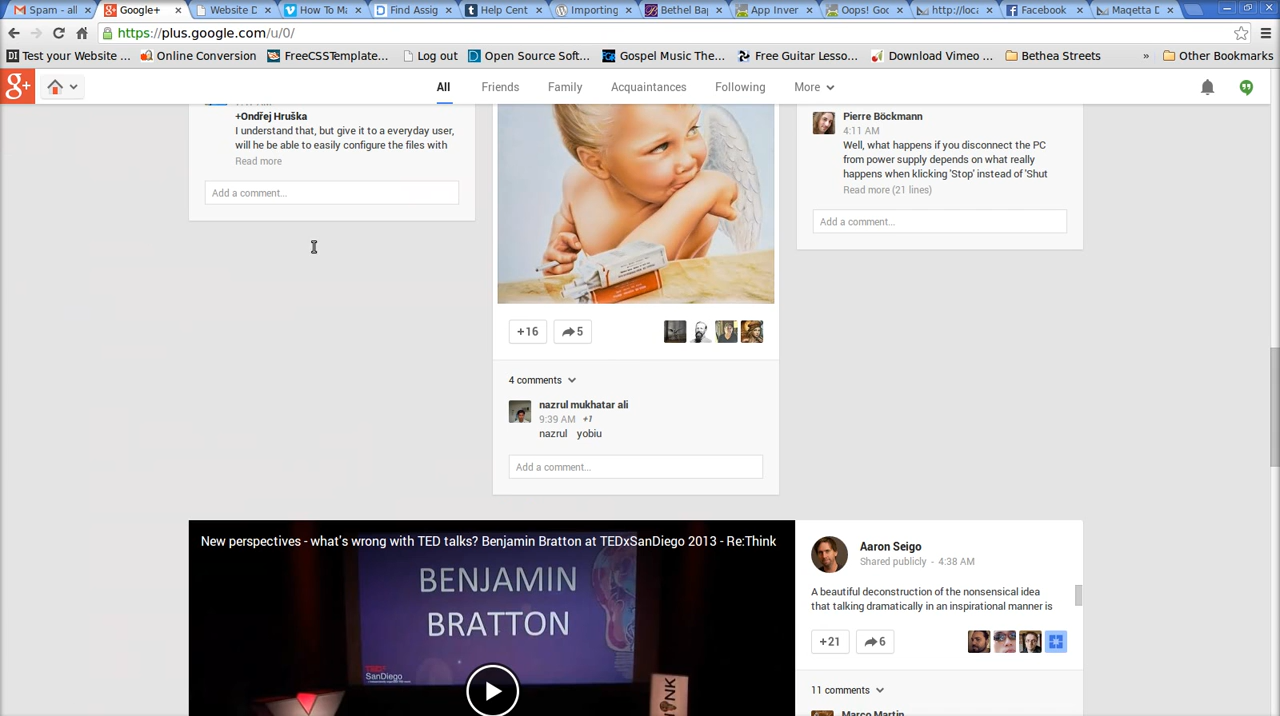 Spam - all
Google+
Website D
How To Ma
Find Assig
Help Cent
Importing
Bethel Bap
App Inver
Oops! Goo
http://loca
Facebook
Maqetta D
https://plus.google.com/u/0/
DI Test your Website ...
Online Conversion
FreeCSSTemplate...
Log out
Open Source Soft...
Gospel Music The...
Free Guitar Lesso...
Download Vimeo ...
Bethea Streets
»
Other Bookmarks
g+
All
Friends
Family
Acquaintances
Following
More
+Ondřej Hruška
I understand that, but give it to a everyday user,
will he be able to easily configure the files with
Read more
Add a comment...
+16
5
4 comments
nazrul mukhatar ali
9:39 AM +1
nazrul yobiu
Add a comment...
Pierre Böckmann
4:11 AM
Well, what happens if you disconnect the PC
from power supply depends on what really
happens when klicking 'Stop' instead of 'Shut
Read more (21 lines)
Add a comment...
New perspectives - what's wrong with TED talks? Benjamin Bratton at TEDxSanDiego 2013 - Re:Think
BENJAMIN
BRATTON
TEDx
SanDiego
Aaron Seigo
Shared publicly - 4:38 AM
A beautiful deconstruction of the nonsensical idea
that talking dramatically in an inspirational manner is
+21
6
11 comments
Marco Martin